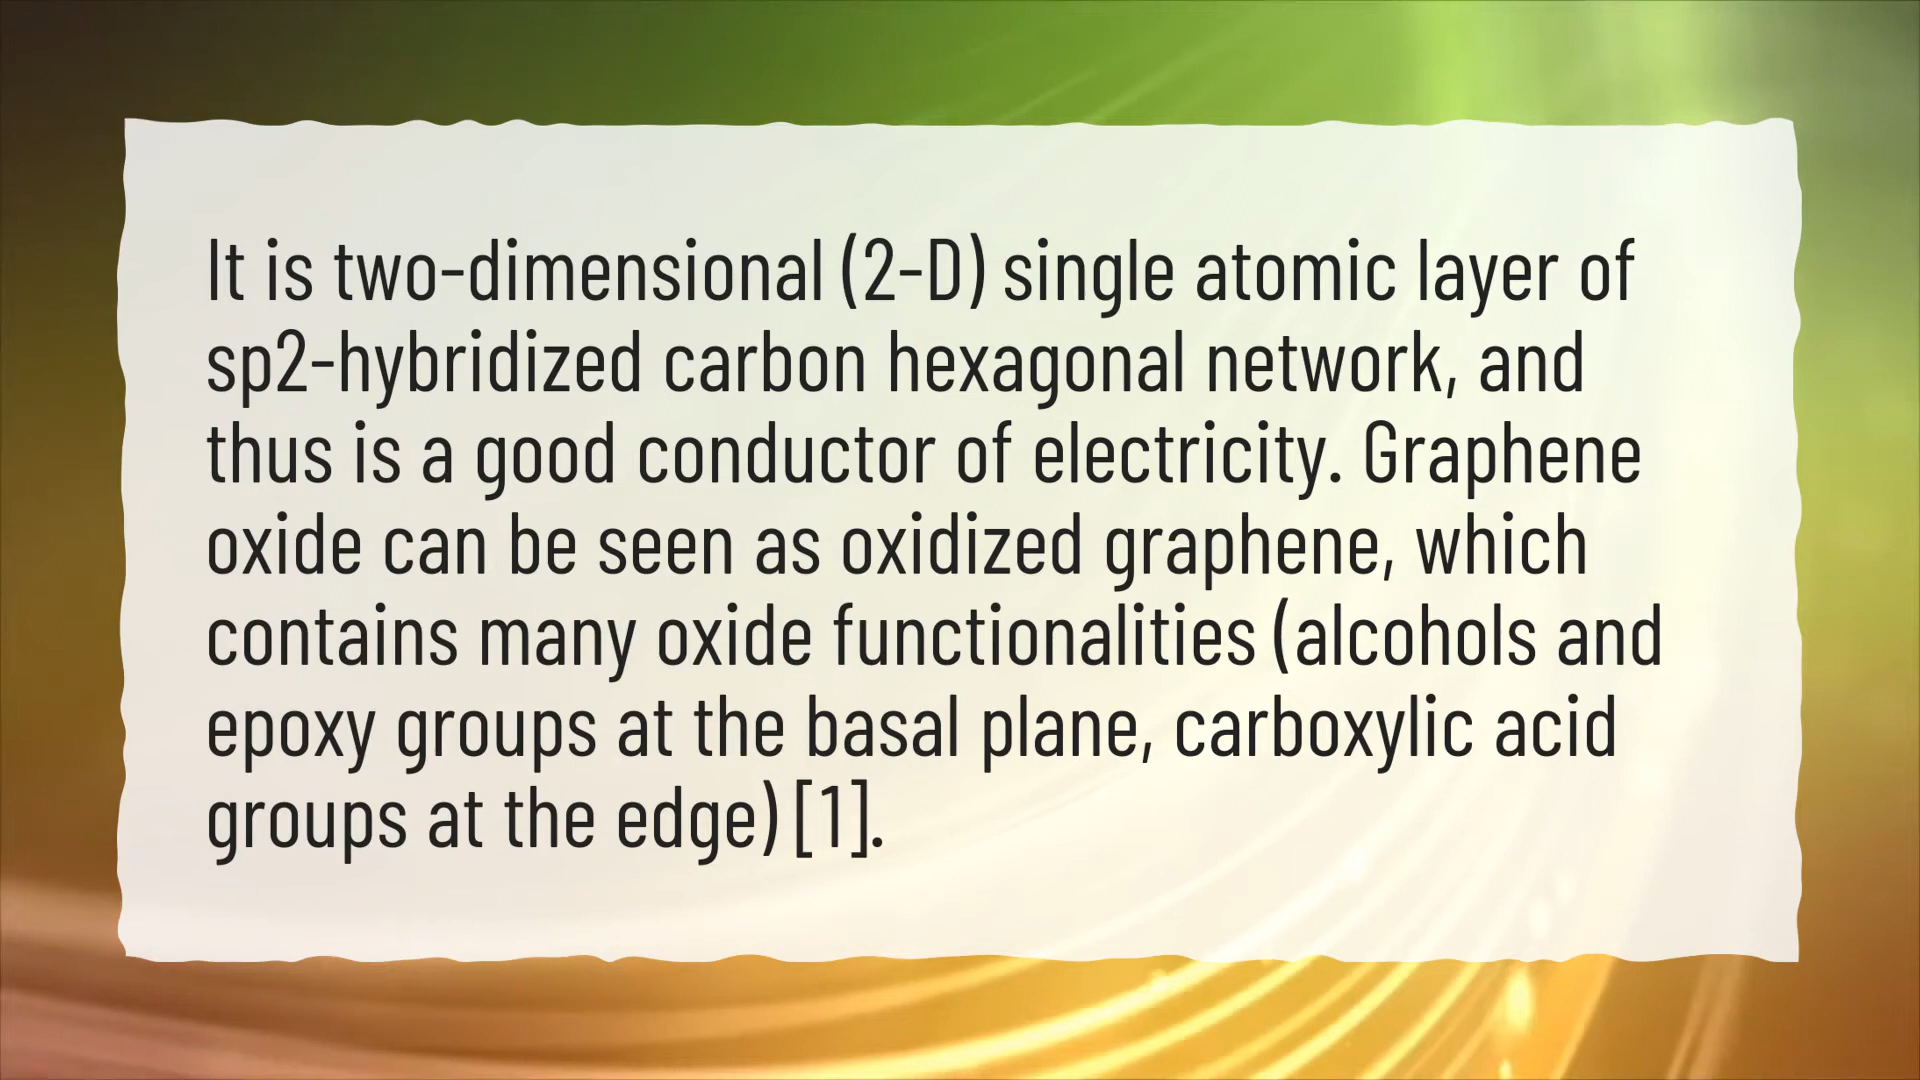 It is two-dimensional (2-D) single atomic layer of
sp2-hybridized carbon hexagonal network, and
thus is a good conductor of electricity. Graphene
oxide can be seen as oxidized graphene, which
contains many oxide functionalities (alcohols and
epoxy groups at the basal plane, carboxylic acid
groups at the edge) [1].